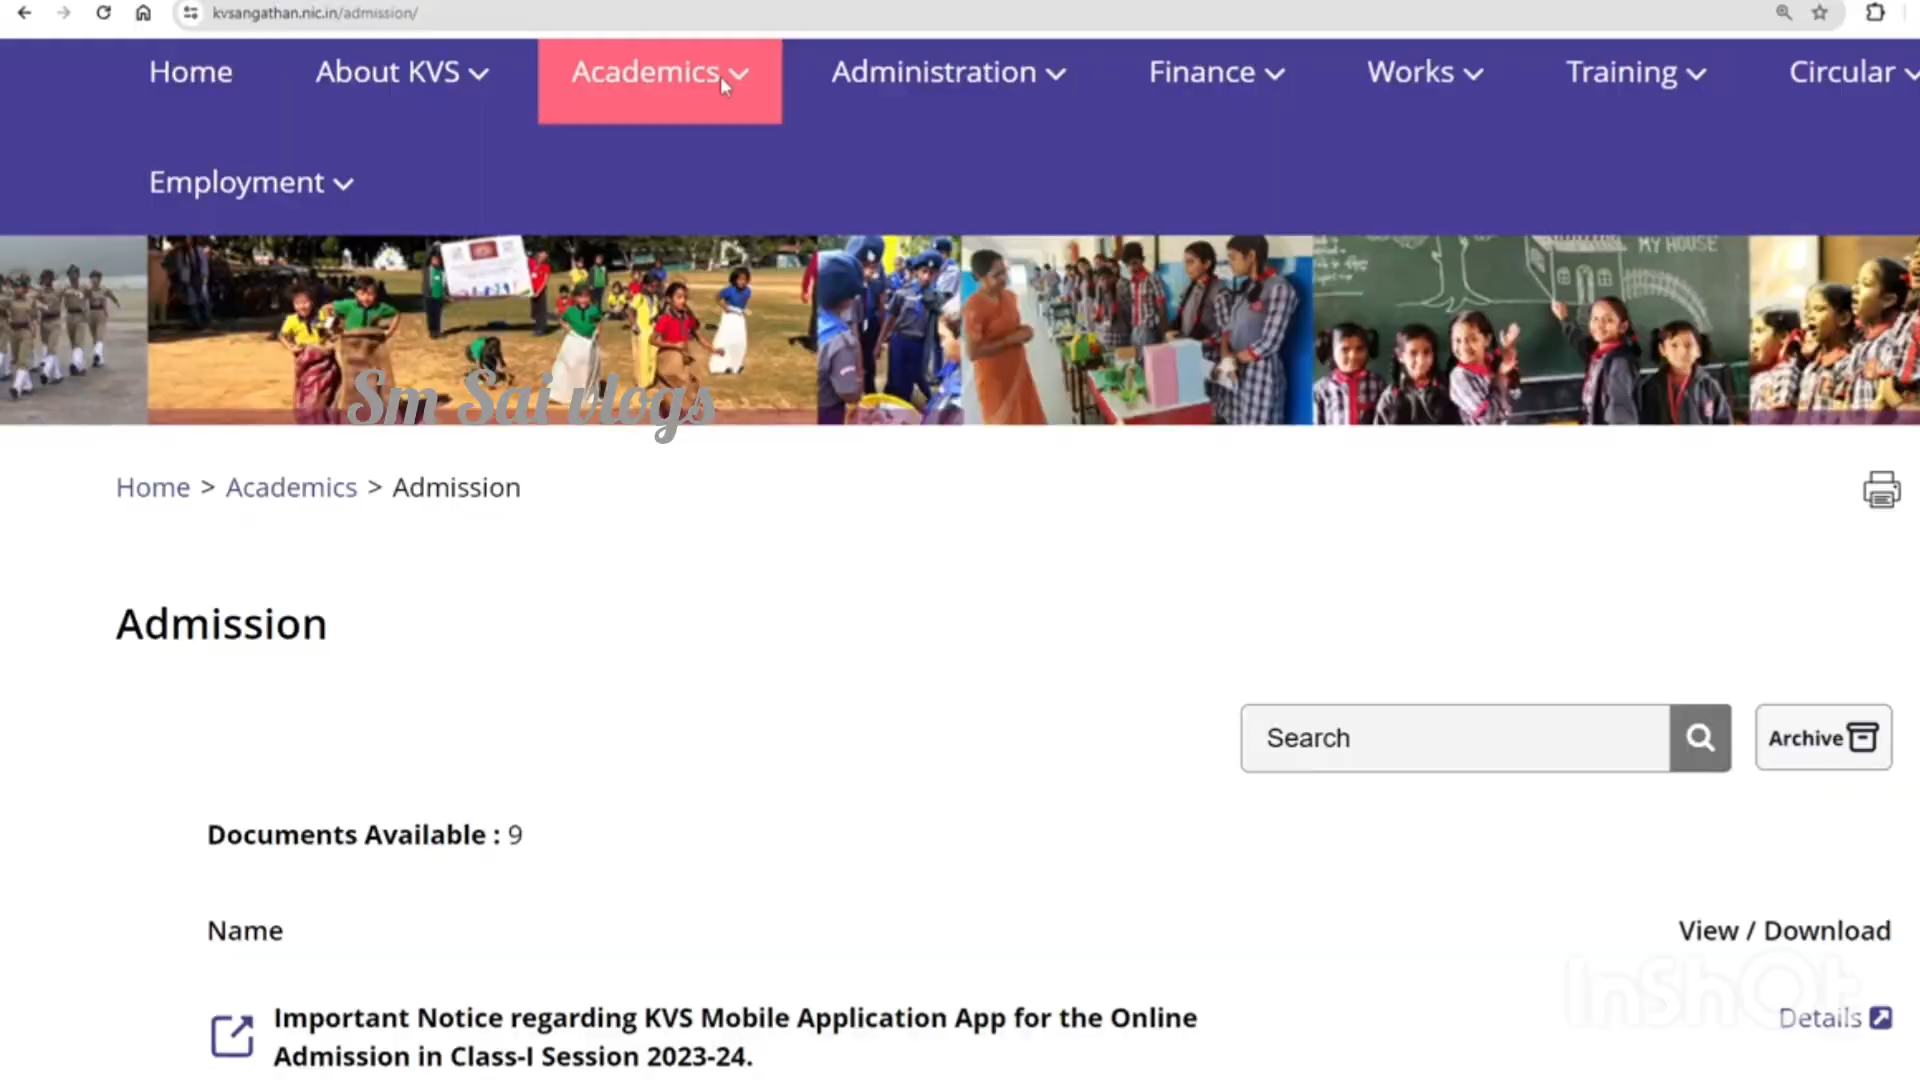 kvsangathan.nic.in/admission/
Home About KVS Academics Administration Finance Works Training Circular
Employment
MY HOUSE
Sm Sai vlogs
Home > Academics > Admission
Admission
Search
Archive
Documents Available : 9
Name
View / Download
Important Notice regarding KVS Mobile Application App for the Online
Admission in Class-I Session 2023-24.
Details
InShOt